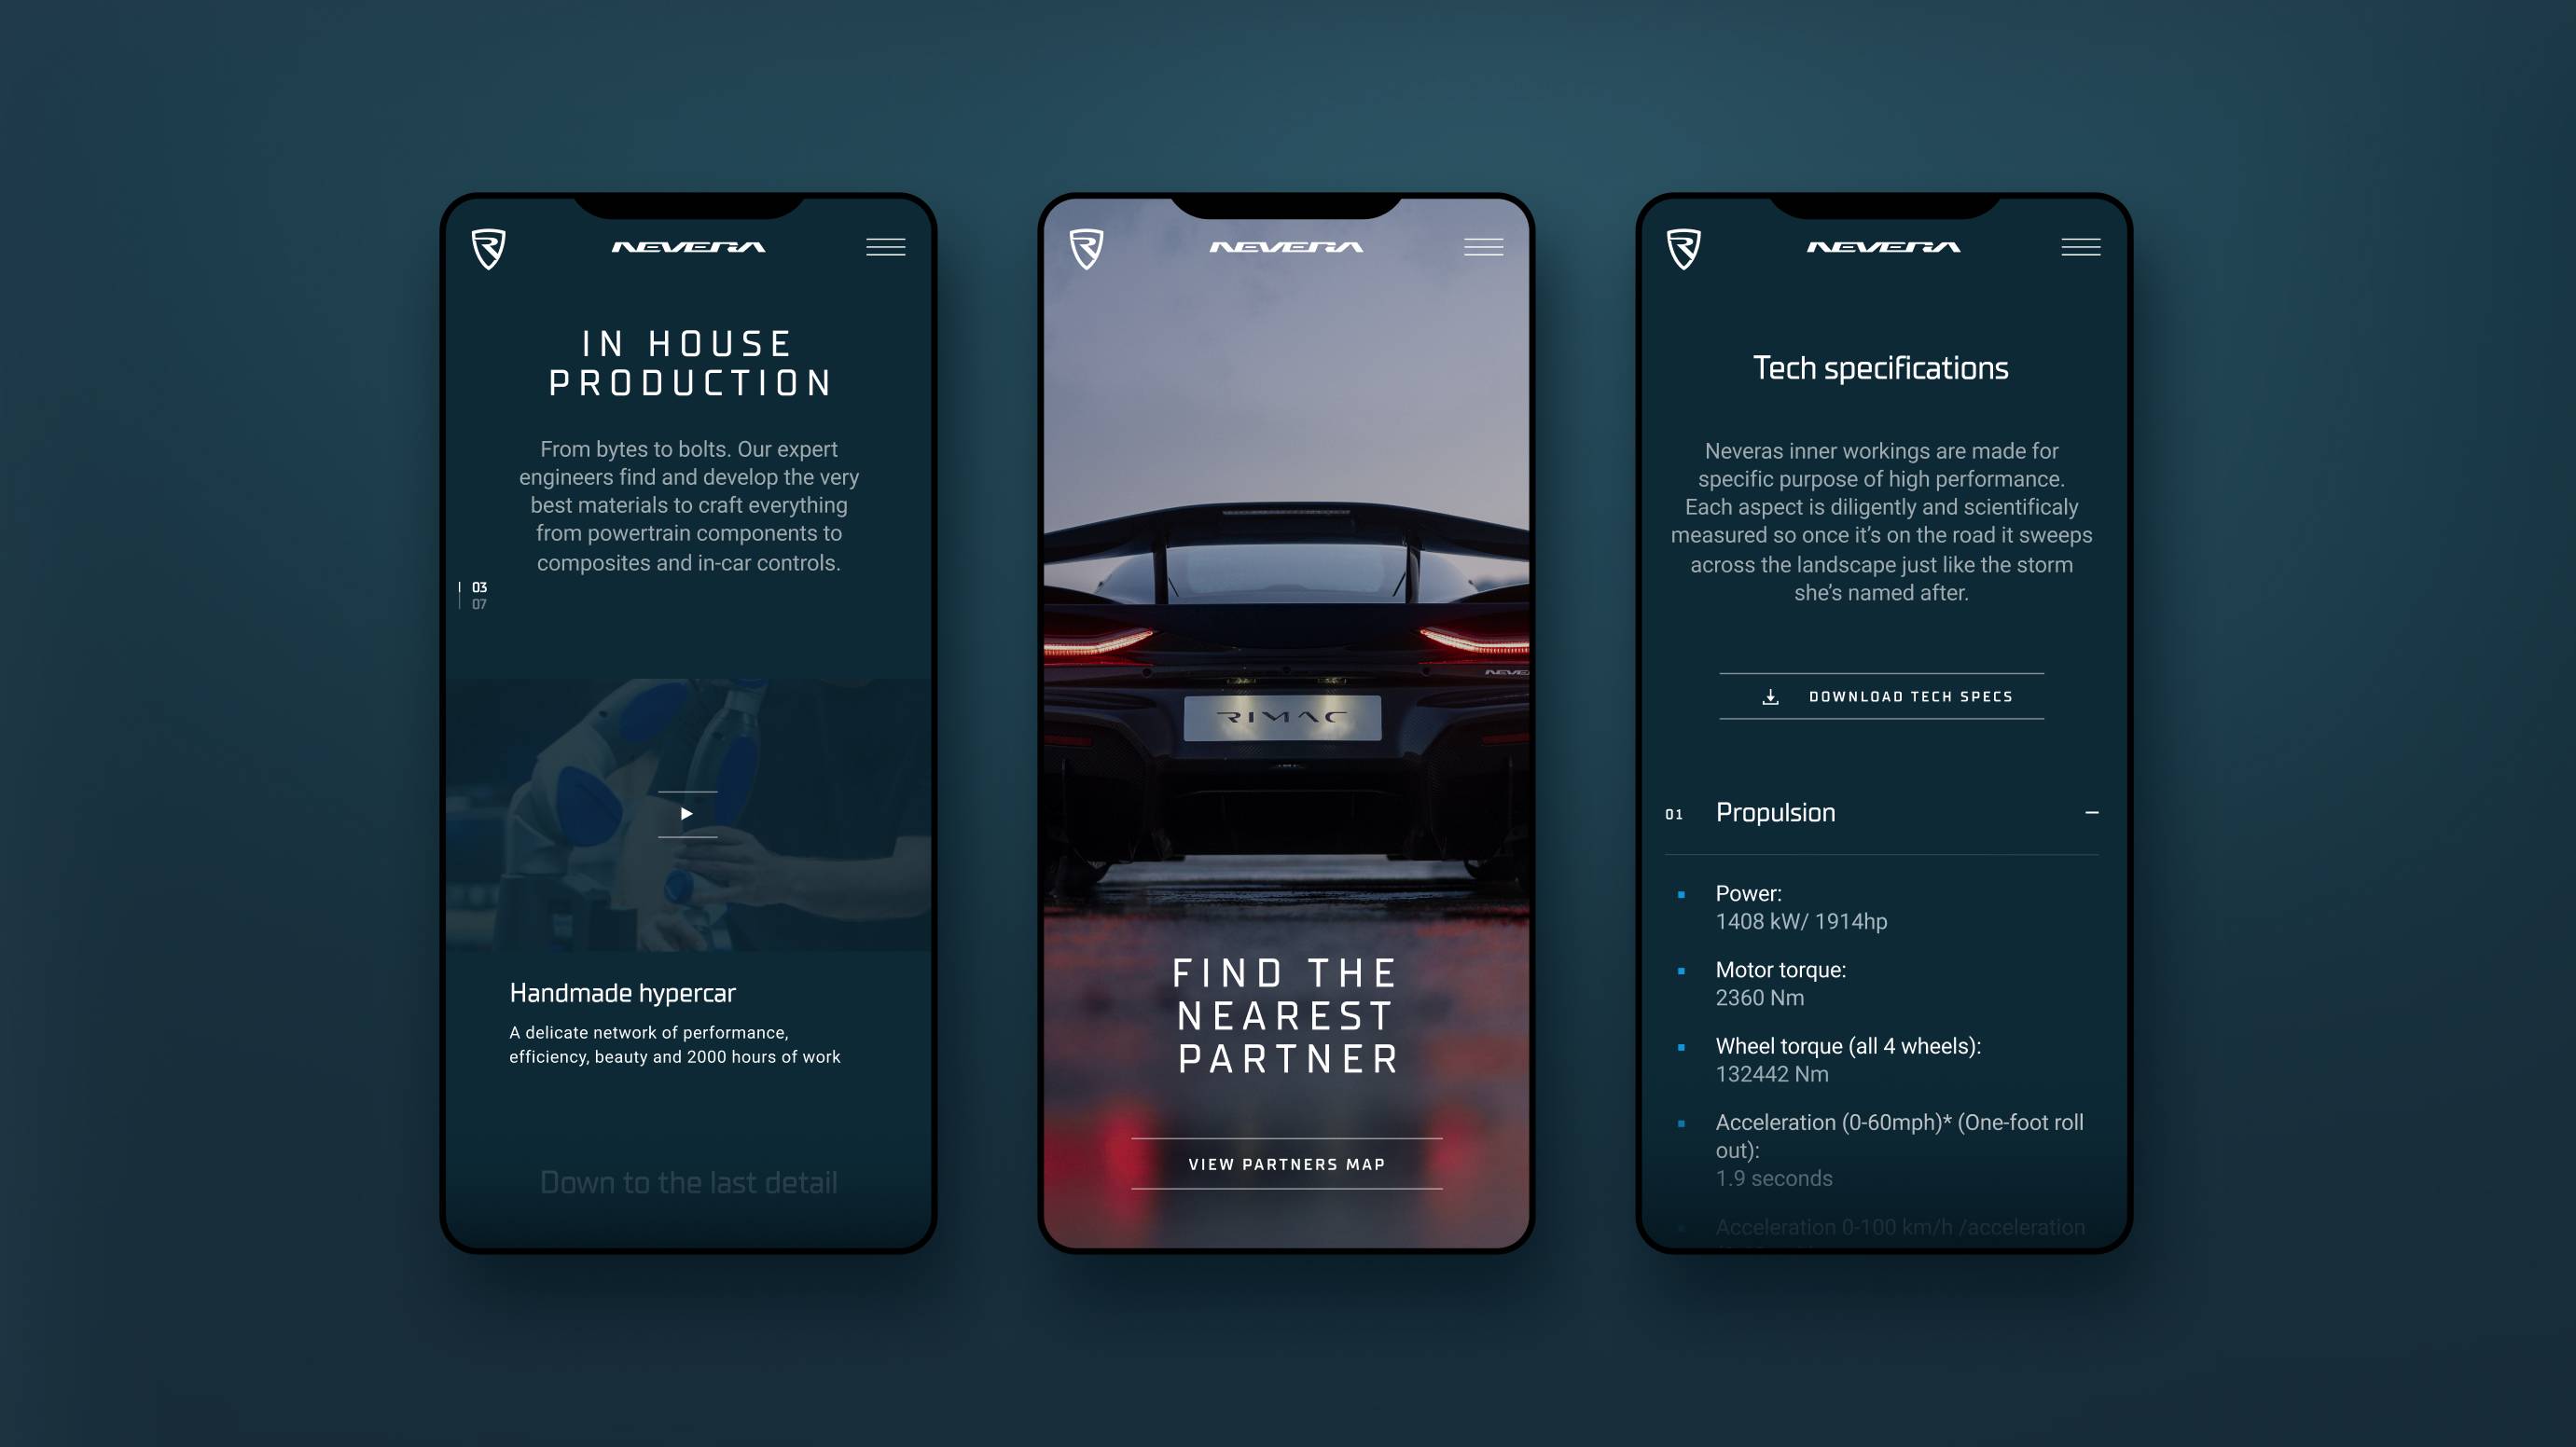 NEVERA
IN HOUSE
PRODUCTION
From bytes to bolts. Our expert
engineers find and develop the very
best materials to craft everything
from powertrain components to
composites and in-car controls.
03
07
Handmade hypercar
A delicate network of performance,
efficiency, beauty and 2000 hours of work
Down to the last detail
NEVERA
RIMAC
FIND THE
NEAREST
PARTNER
VIEW PARTNERS MAP
NEVERA
Tech specifications
Neveras inner workings are made for
specific purpose of high performance.
Each aspect is diligently and scientificaly
measured so once it’s on the road it sweeps
across the landscape just like the storm
she’s named after.
DOWNLOAD TECH SPECS
01 Propulsion
Power:
1408 kW/ 1914hp
Motor torque:
2360 Nm
Wheel torque (all 4 wheels):
132442 Nm
Acceleration (0-60mph)* (One-foot roll
out):
1.9 seconds
Acceleration 0-100 km/h /acceleration